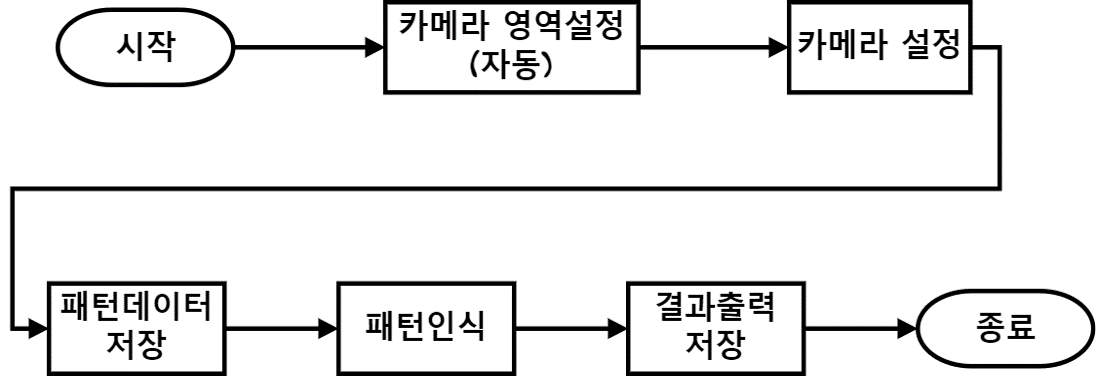 시작
카메라 영역설정
(자동)
카메라 설정
패턴데이터
저장
패턴인식
결과출력
저장
종료